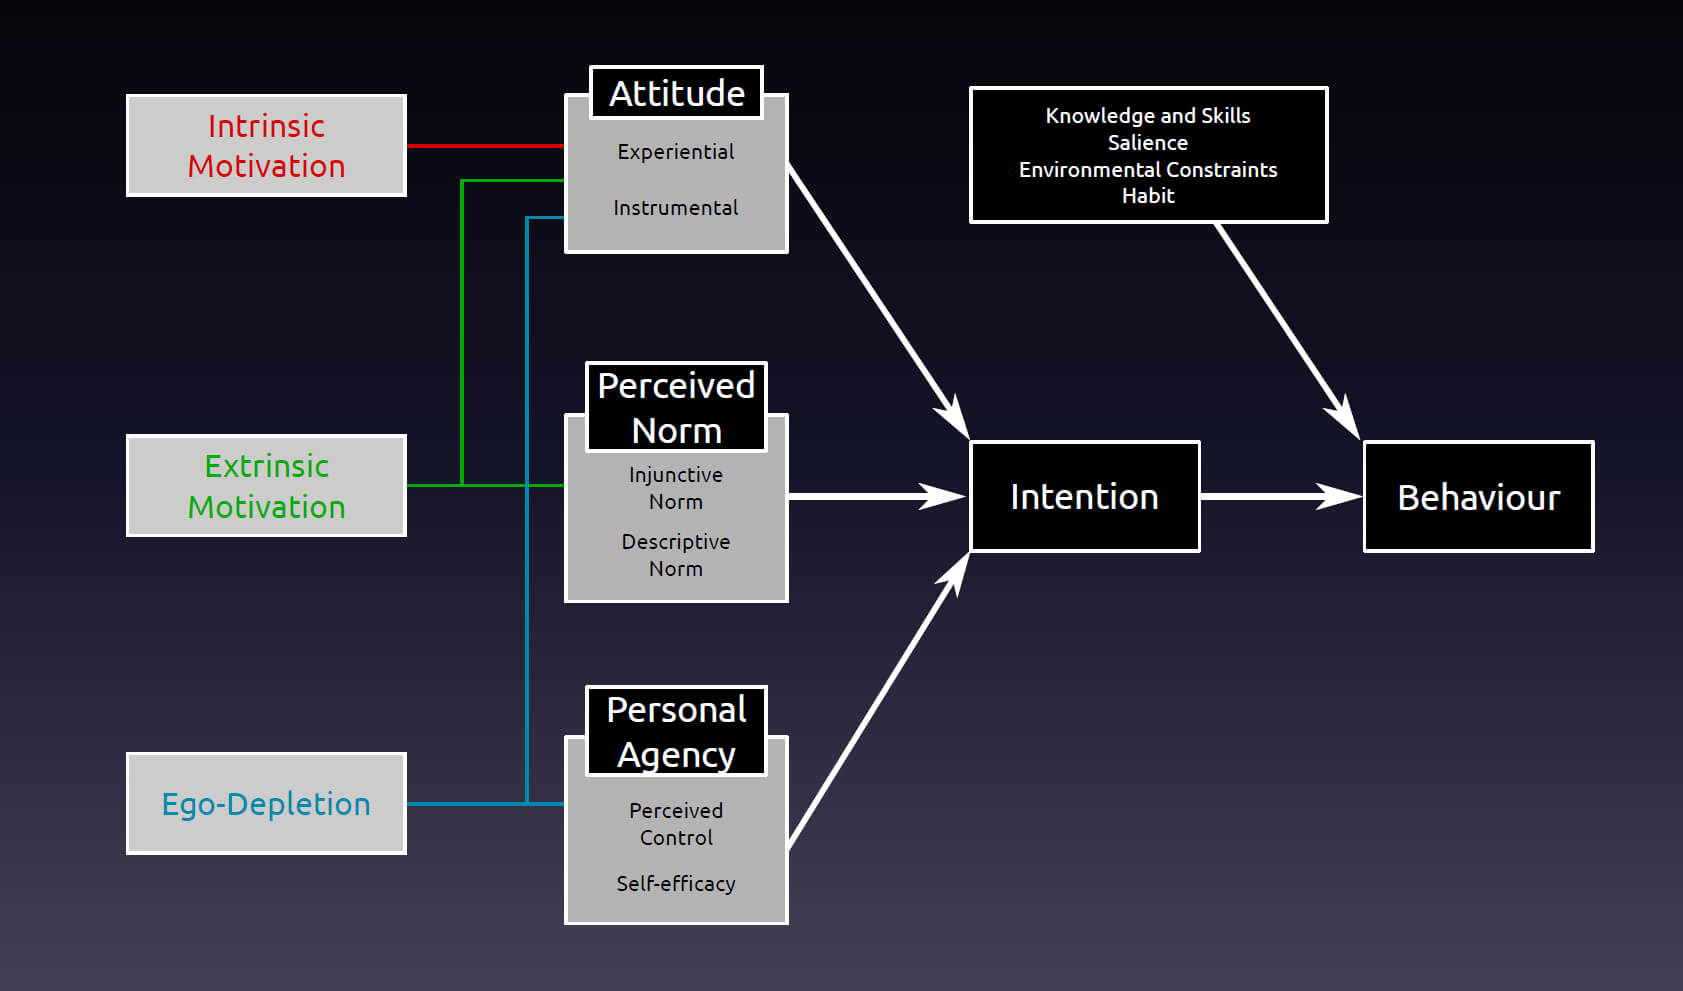 Intrinsic
Motivation
Extrinsic
Motivation
Ego-Depletion
Attitude
Experiential
Instrumental
Perceived
Norm
Injunctive
Norm
Descriptive
Norm
Personal
Agency
Perceived
Control
Self-efficacy
Knowledge and Skills
Salience
Environmental Constraints
Habit
Intention
Behaviour